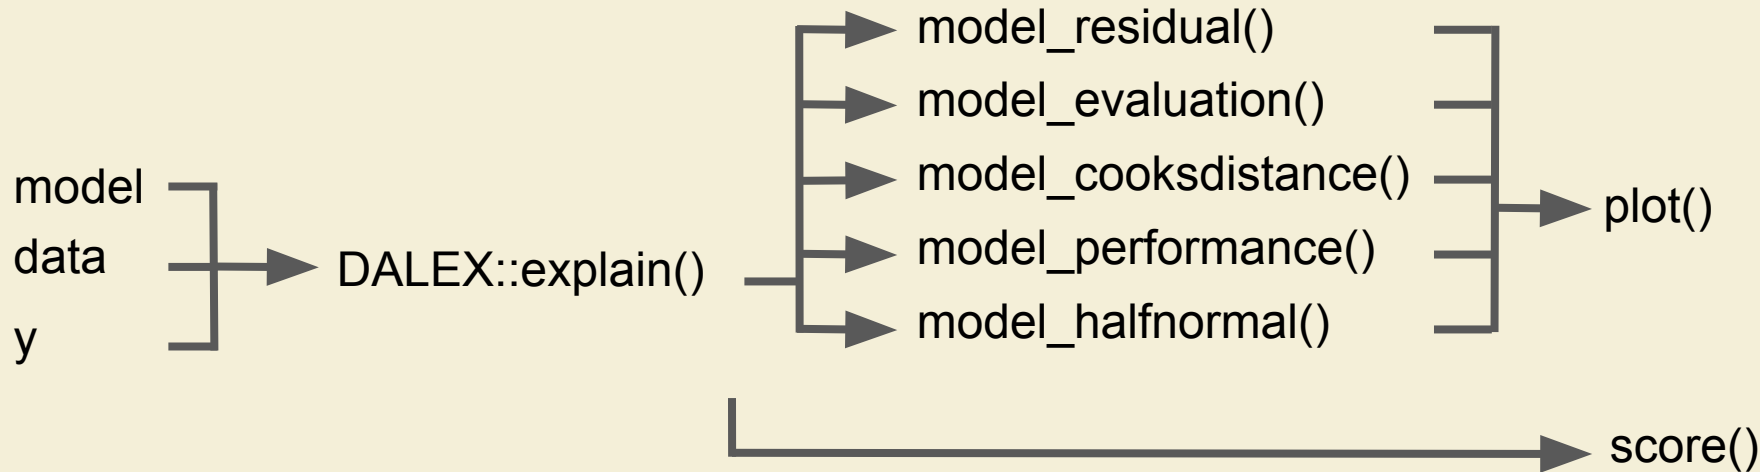 model
data
y
DALEX::explain()
model_residual()
model_evaluation()
model_cooksdistance()
model_performance()
model_halfnormal()
plot()
score()